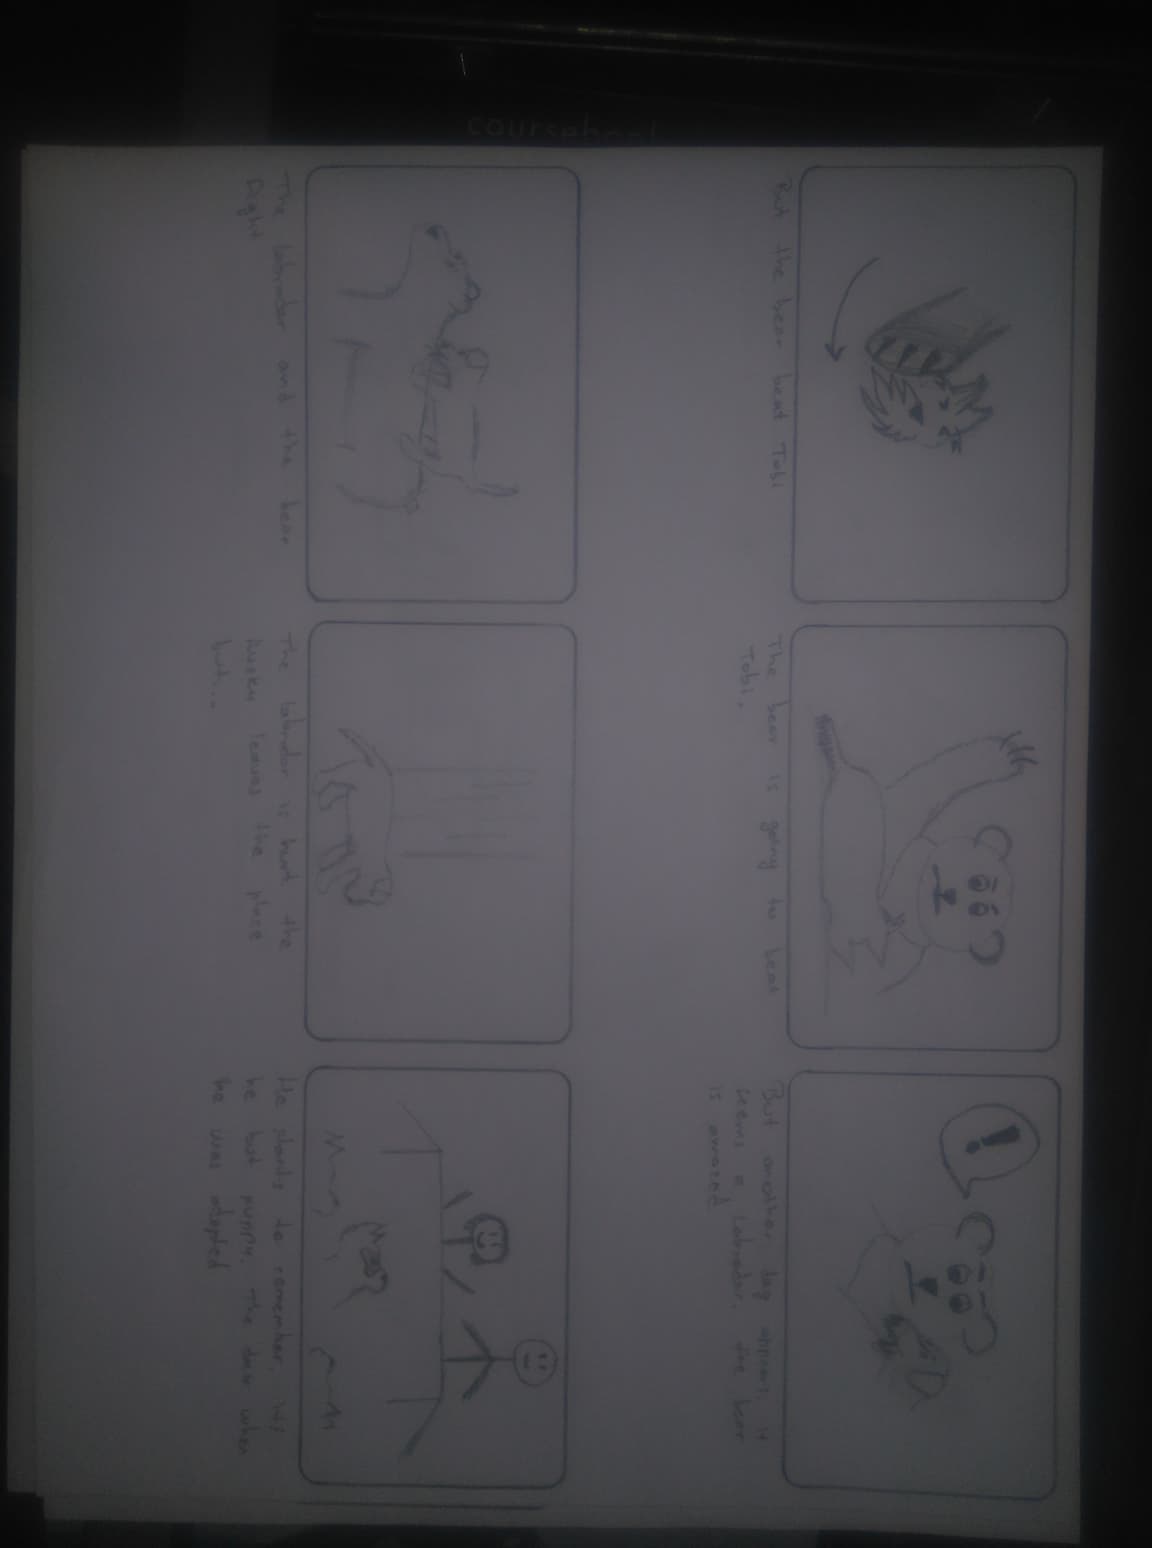 But the bear beat Tobi
The bear is going to beat
Tobi.
But another dog appears, it
seems a labrador. The bear
is amazed
The labrador and the bear
Fight
The labrador is hurt the
leaves the place
but...
He starts to remember, his
he but puppy. The day when
he was adopted